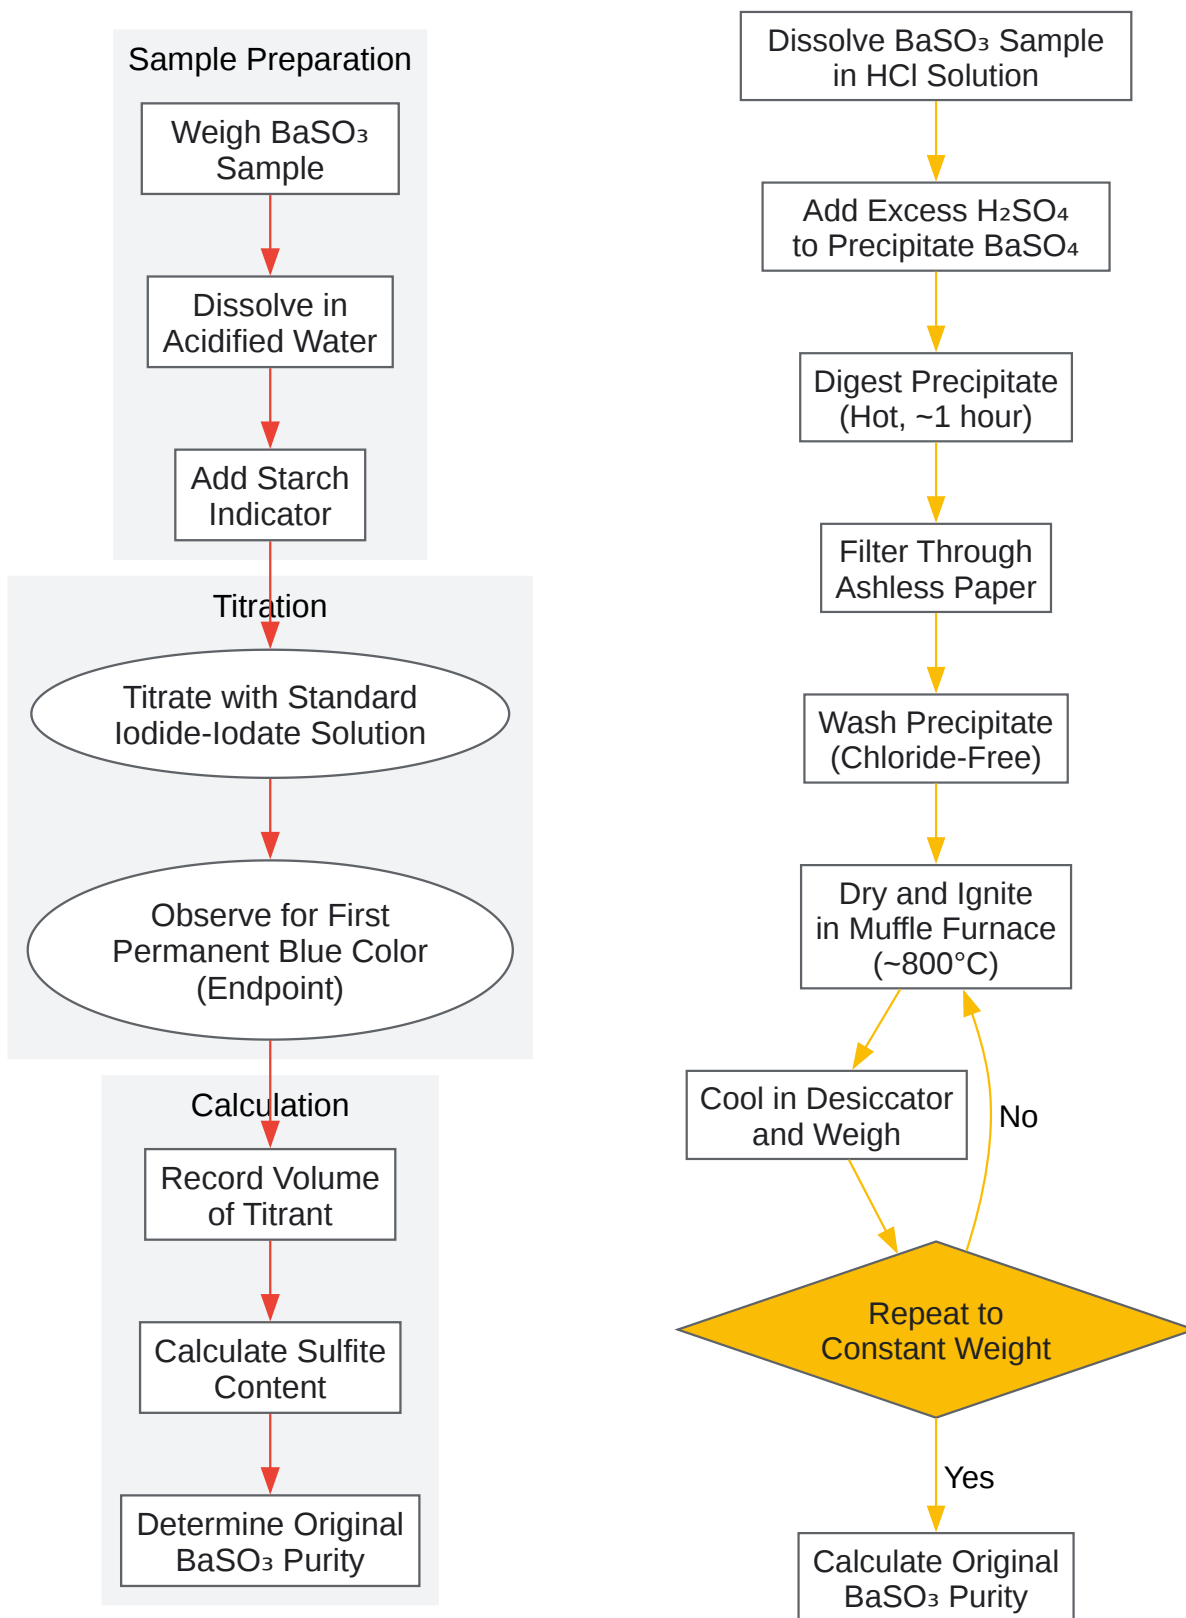 Sample Preparation
Weigh BaSO₃
Sample
Dissolve in
Acidified Water
Add Starch
Indicator
Titration
Titrate with Standard
Iodide-Iodate Solution
Observe for First
Permanent Blue Color
(Endpoint)
Calculation
Record Volume
of Titrant
Calculate Sulfite
Content
Determine Original
BaSO₃ Purity
Dissolve BaSO₃ Sample
in HCl Solution
Add Excess H₂SO₄
to Precipitate BaSO₄
Digest Precipitate
(Hot, ~1 hour)
Filter Through
Ashless Paper
Wash Precipitate
(Chloride-Free)
Dry and Ignite
in Muffle Furnace
(~800°C)
Cool in Desiccator
and Weigh
No
Repeat to
Constant Weight
Yes
Calculate Original
BaSO₃ Purity